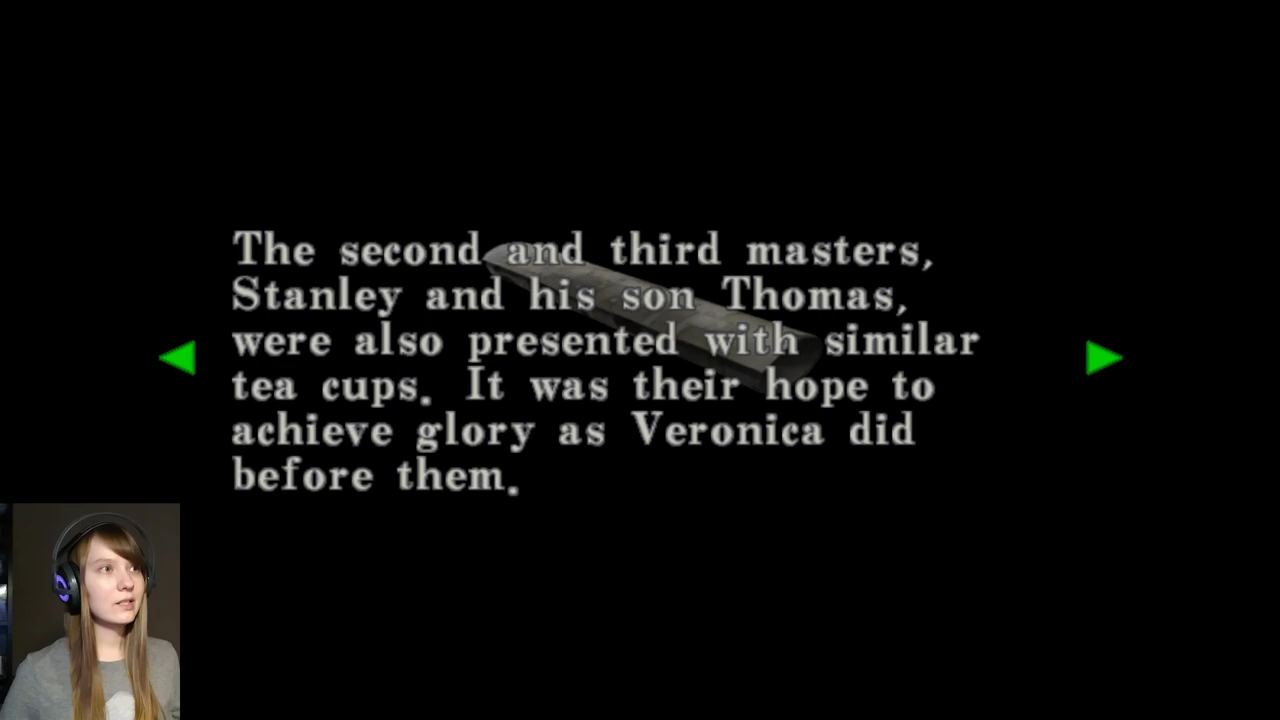 The second and third masters,
Stanley and his son Thomas,
were also presented with similar
tea cups. It was their hope to
achieve glory as Veronica did
before them.